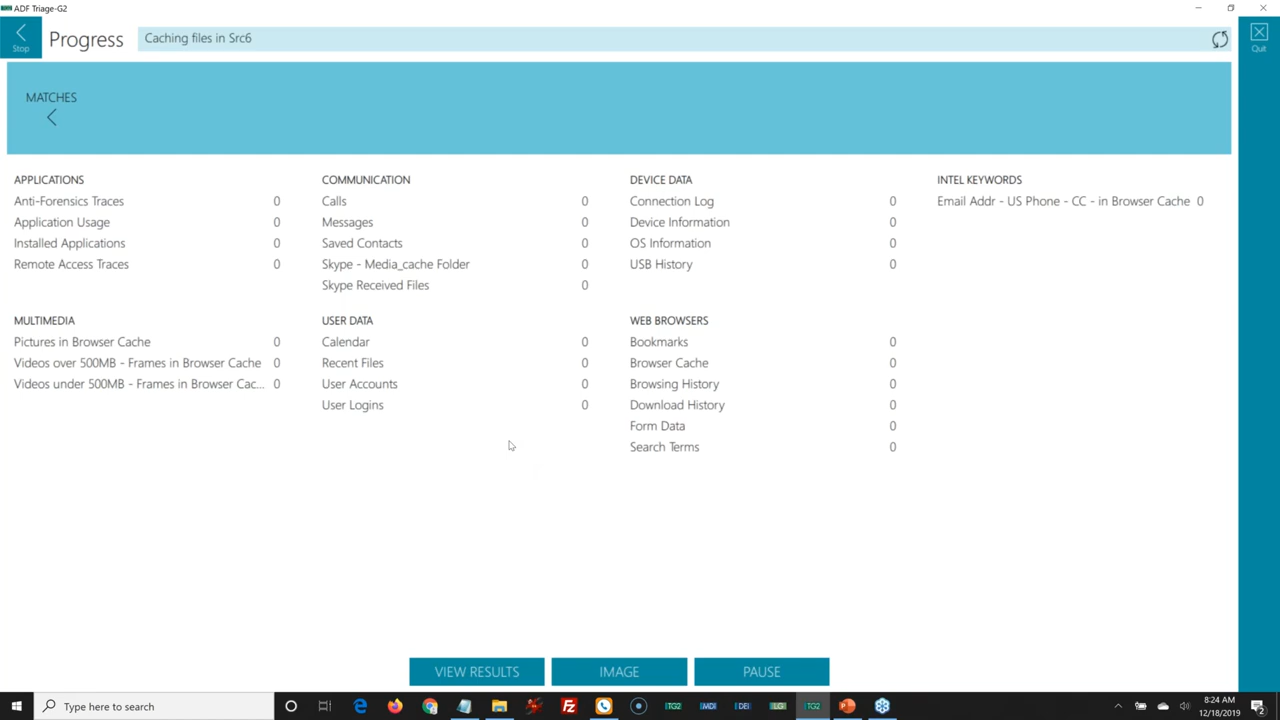 ADF Triage-G2
Stop
Progress
Caching files in Src6
Quit
MATCHES
APPLICATIONS
Anti-Forensics Traces 0
Application Usage 0
Installed Applications 0
Remote Access Traces 0
COMMUNICATION
Calls 0
Messages 0
Saved Contacts 0
Skype - Media_cache Folder 0
Skype Received Files 0
DEVICE DATA
Connection Log 0
Device Information 0
OS Information 0
USB History 0
INTEL KEYWORDS
Email Addr - US Phone - CC - in Browser Cache 0
MULTIMEDIA
Pictures in Browser Cache 0
Videos over 500MB - Frames in Browser Cache 0
Videos under 500MB - Frames in Browser Cac... 0
USER DATA
Calendar 0
Recent Files 0
User Accounts 0
User Logins 0
WEB BROWSERS
Bookmarks 0
Browser Cache 0
Browsing History 0
Download History 0
Form Data 0
Search Terms 0
VIEW RESULTS
IMAGE
PAUSE
Type here to search
TG2
MDI
DEI
LG
TG2
8:24 AM
12/18/2019
2